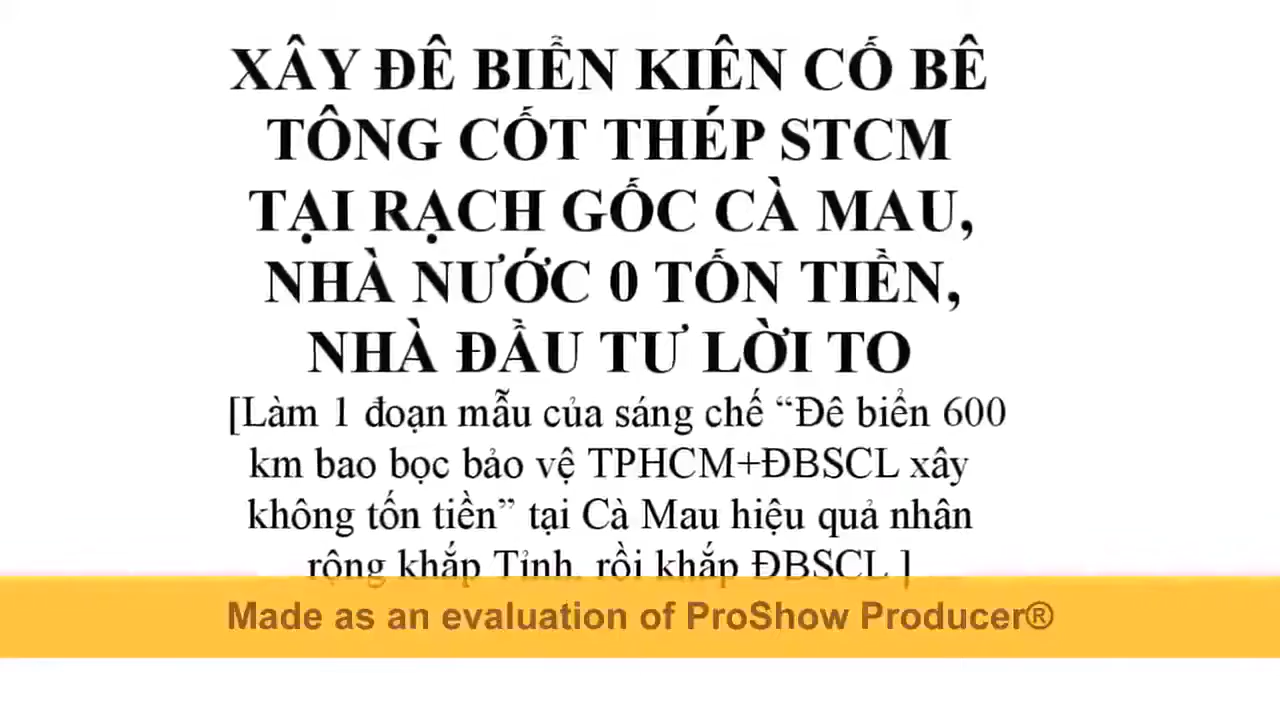 XÂY ĐÊ BIỂN KIÊN CỐ BÊ
TÔNG CỐT THÉP STCM
TẠI RẠCH GỐC CÀ MAU,
NHÀ NƯỚC 0 TỐN TIỀN,
NHÀ ĐẦU TƯ LỜI TO
[Làm 1 đoạn mẫu của sáng chế “Đê biển 600
km bao bọc bảo vệ TPHCM+ĐBSCL xây
không tốn tiền” tại Cà Mau hiệu quả nhân
rộng khắp Tỉnh, rồi khắp ĐBSCL ]
Made as an evaluation of ProShow Producer®